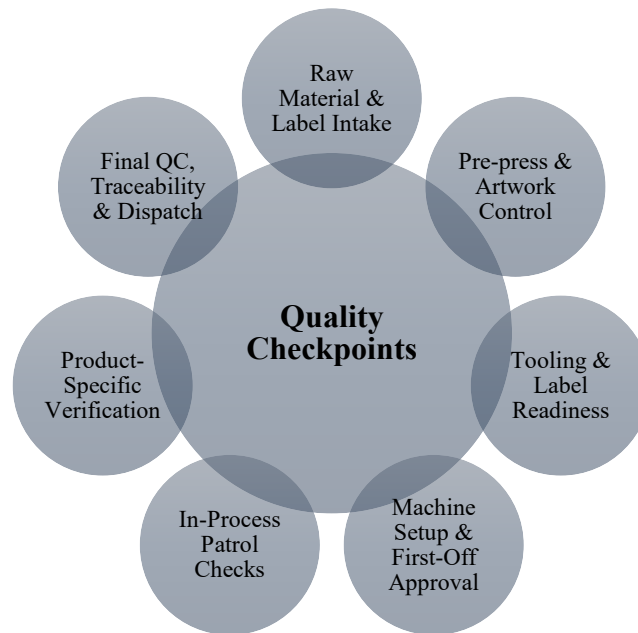 Quality
Checkpoints
Raw
Material &
Label Intake
Pre-press &
Artwork
Control
Tooling &
Label
Readiness
Machine
Setup &
First-Off
Approval
In-Process
Patrol
Checks
Product-
Specific
Verification
Final QC,
Traceability
& Dispatch